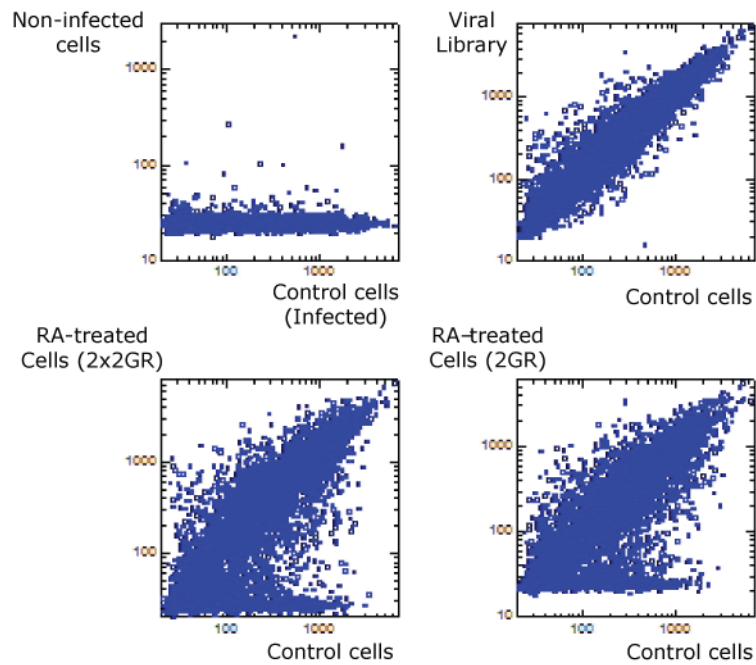 Non-infected
cells
1000
100
10
100 1000
Control cells
(Infected)
Viral
Library
1000
100
10
100 1000
Control cells
RA-treated
Cells (2x2GR)
1000
100
100 1000
Control cells
RA-treated
Cells (2GR)
1000
100
10
100 1000
Control cells